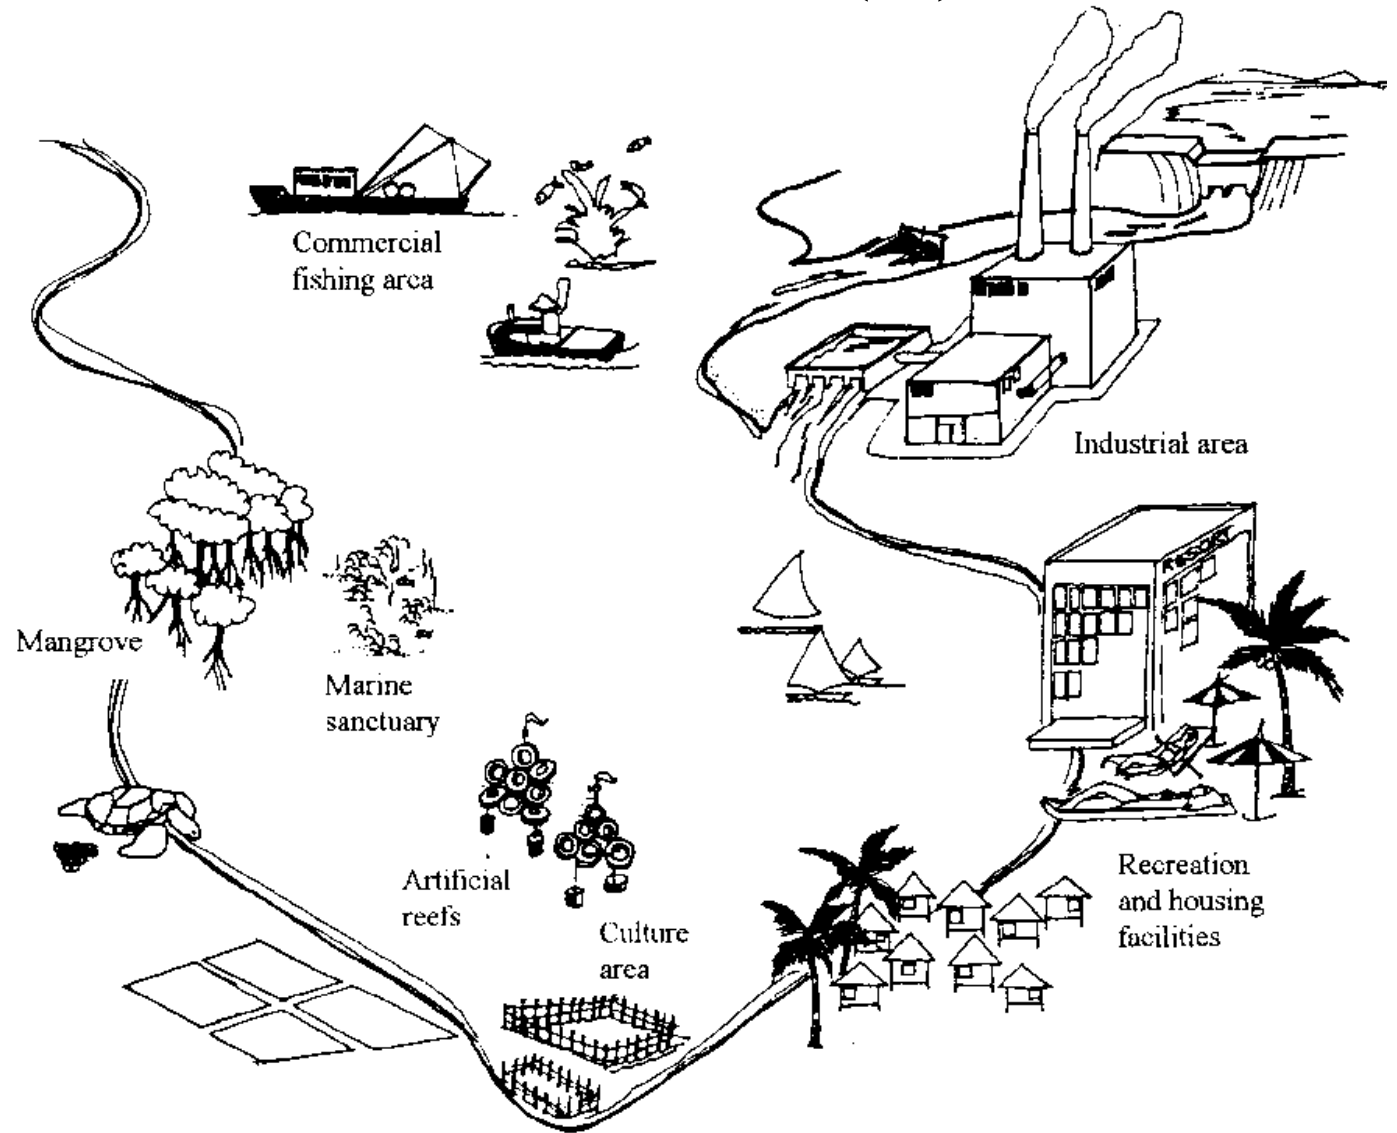 Commercial
fishing area
Industrial area
RESORT
Mangrove
Marine
sanctuary
Artificial
reefs
Culture
area
Recreation
and housing
facilities